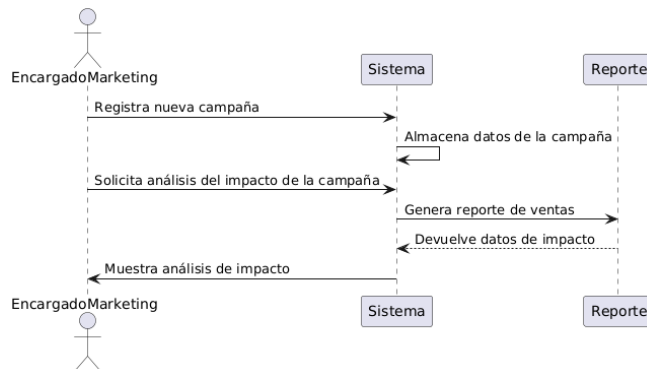 EncargadoMarketing
Sistema
Reporte
Registra nueva campaña
Almacena datos de la campaña
Solicita análisis del impacto de la campaña
Genera reporte de ventas
Devuelve datos de impacto
Muestra análisis de impacto
EncargadoMarketing
Sistema
Reporte